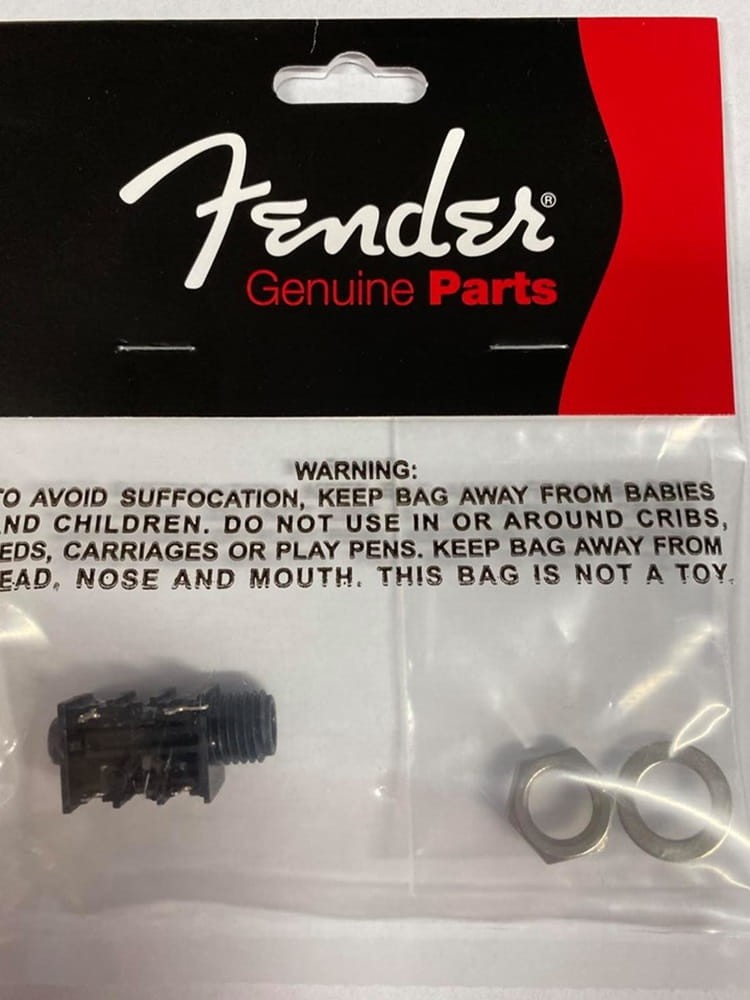 Fender®
Genuine Parts
WARNING:
TO AVOID SUFFOCATION, KEEP BAG AWAY FROM BABIES
ND CHILDREN. DO NOT USE IN OR AROUND CRIBS,
EDS, CARRIAGES OR PLAY PENS. KEEP BAG AWAY FROM
EAD, NOSE AND MOUTH. THIS BAG IS NOT A TOY.